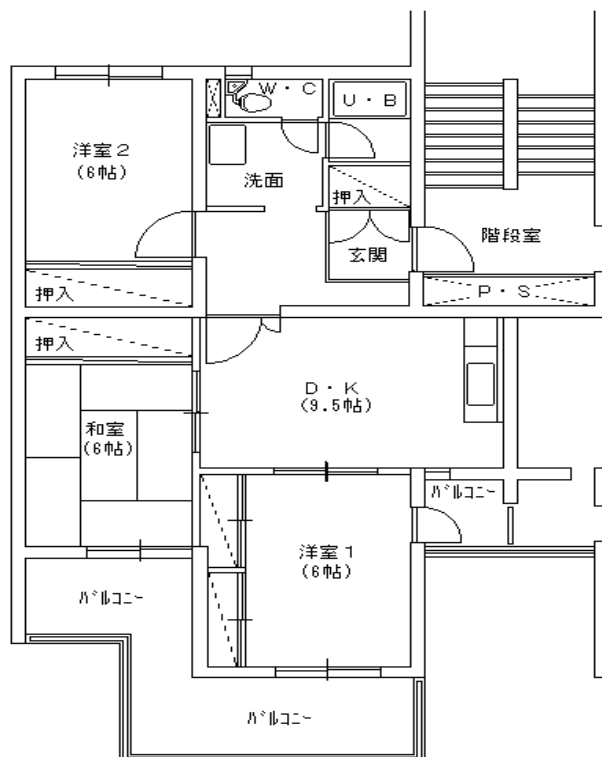 W・C
U・B
洋室2
(6帖)
洗面
押入
玄関
階段室
押入
P・S
押入
D・K
(9.5帖)
和室
(6帖)
バルコニー
洋室1
(6帖)
バルコニー
バルコニー